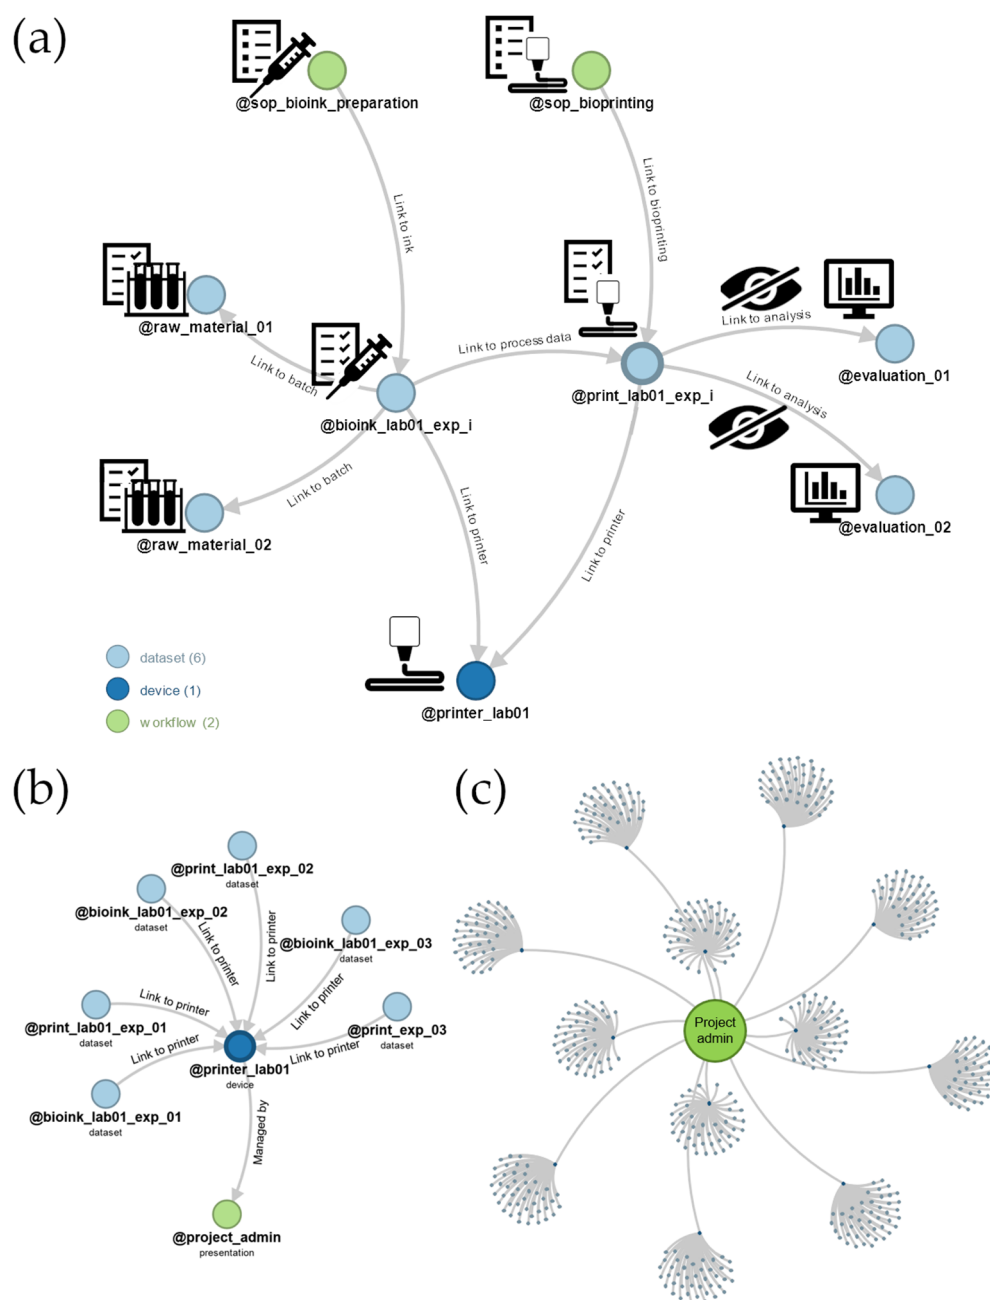 (a)
@sop_bioink_preparation
@sop_bioprinting
Link to ink
Link to bioprinting
@raw_material_01
Link to batch
@bioink_lab01_exp_i
Link to process data
@print_lab01_exp_i
Link to analysis
@evaluation_01
Link to analysis
@evaluation_02
Link to batch
@raw_material_02
Link to printer
Link to printer
@printer_lab01
dataset (6)
device (1)
workflow (2)
(b)
@print_lab01_exp_02
dataset
@bioink_lab01_exp_02
dataset
Link to printer
Link to printer
@bioink_lab01_exp_03
dataset
Link to printer
@print_lab01_exp_01
dataset
Link to printer
@print_exp_03
dataset
Link to printer
Link to printer
@printer_lab01
device
@bioink_lab01_exp_01
dataset
Managed by
@project_admin
presentation
(c)
Project
admin